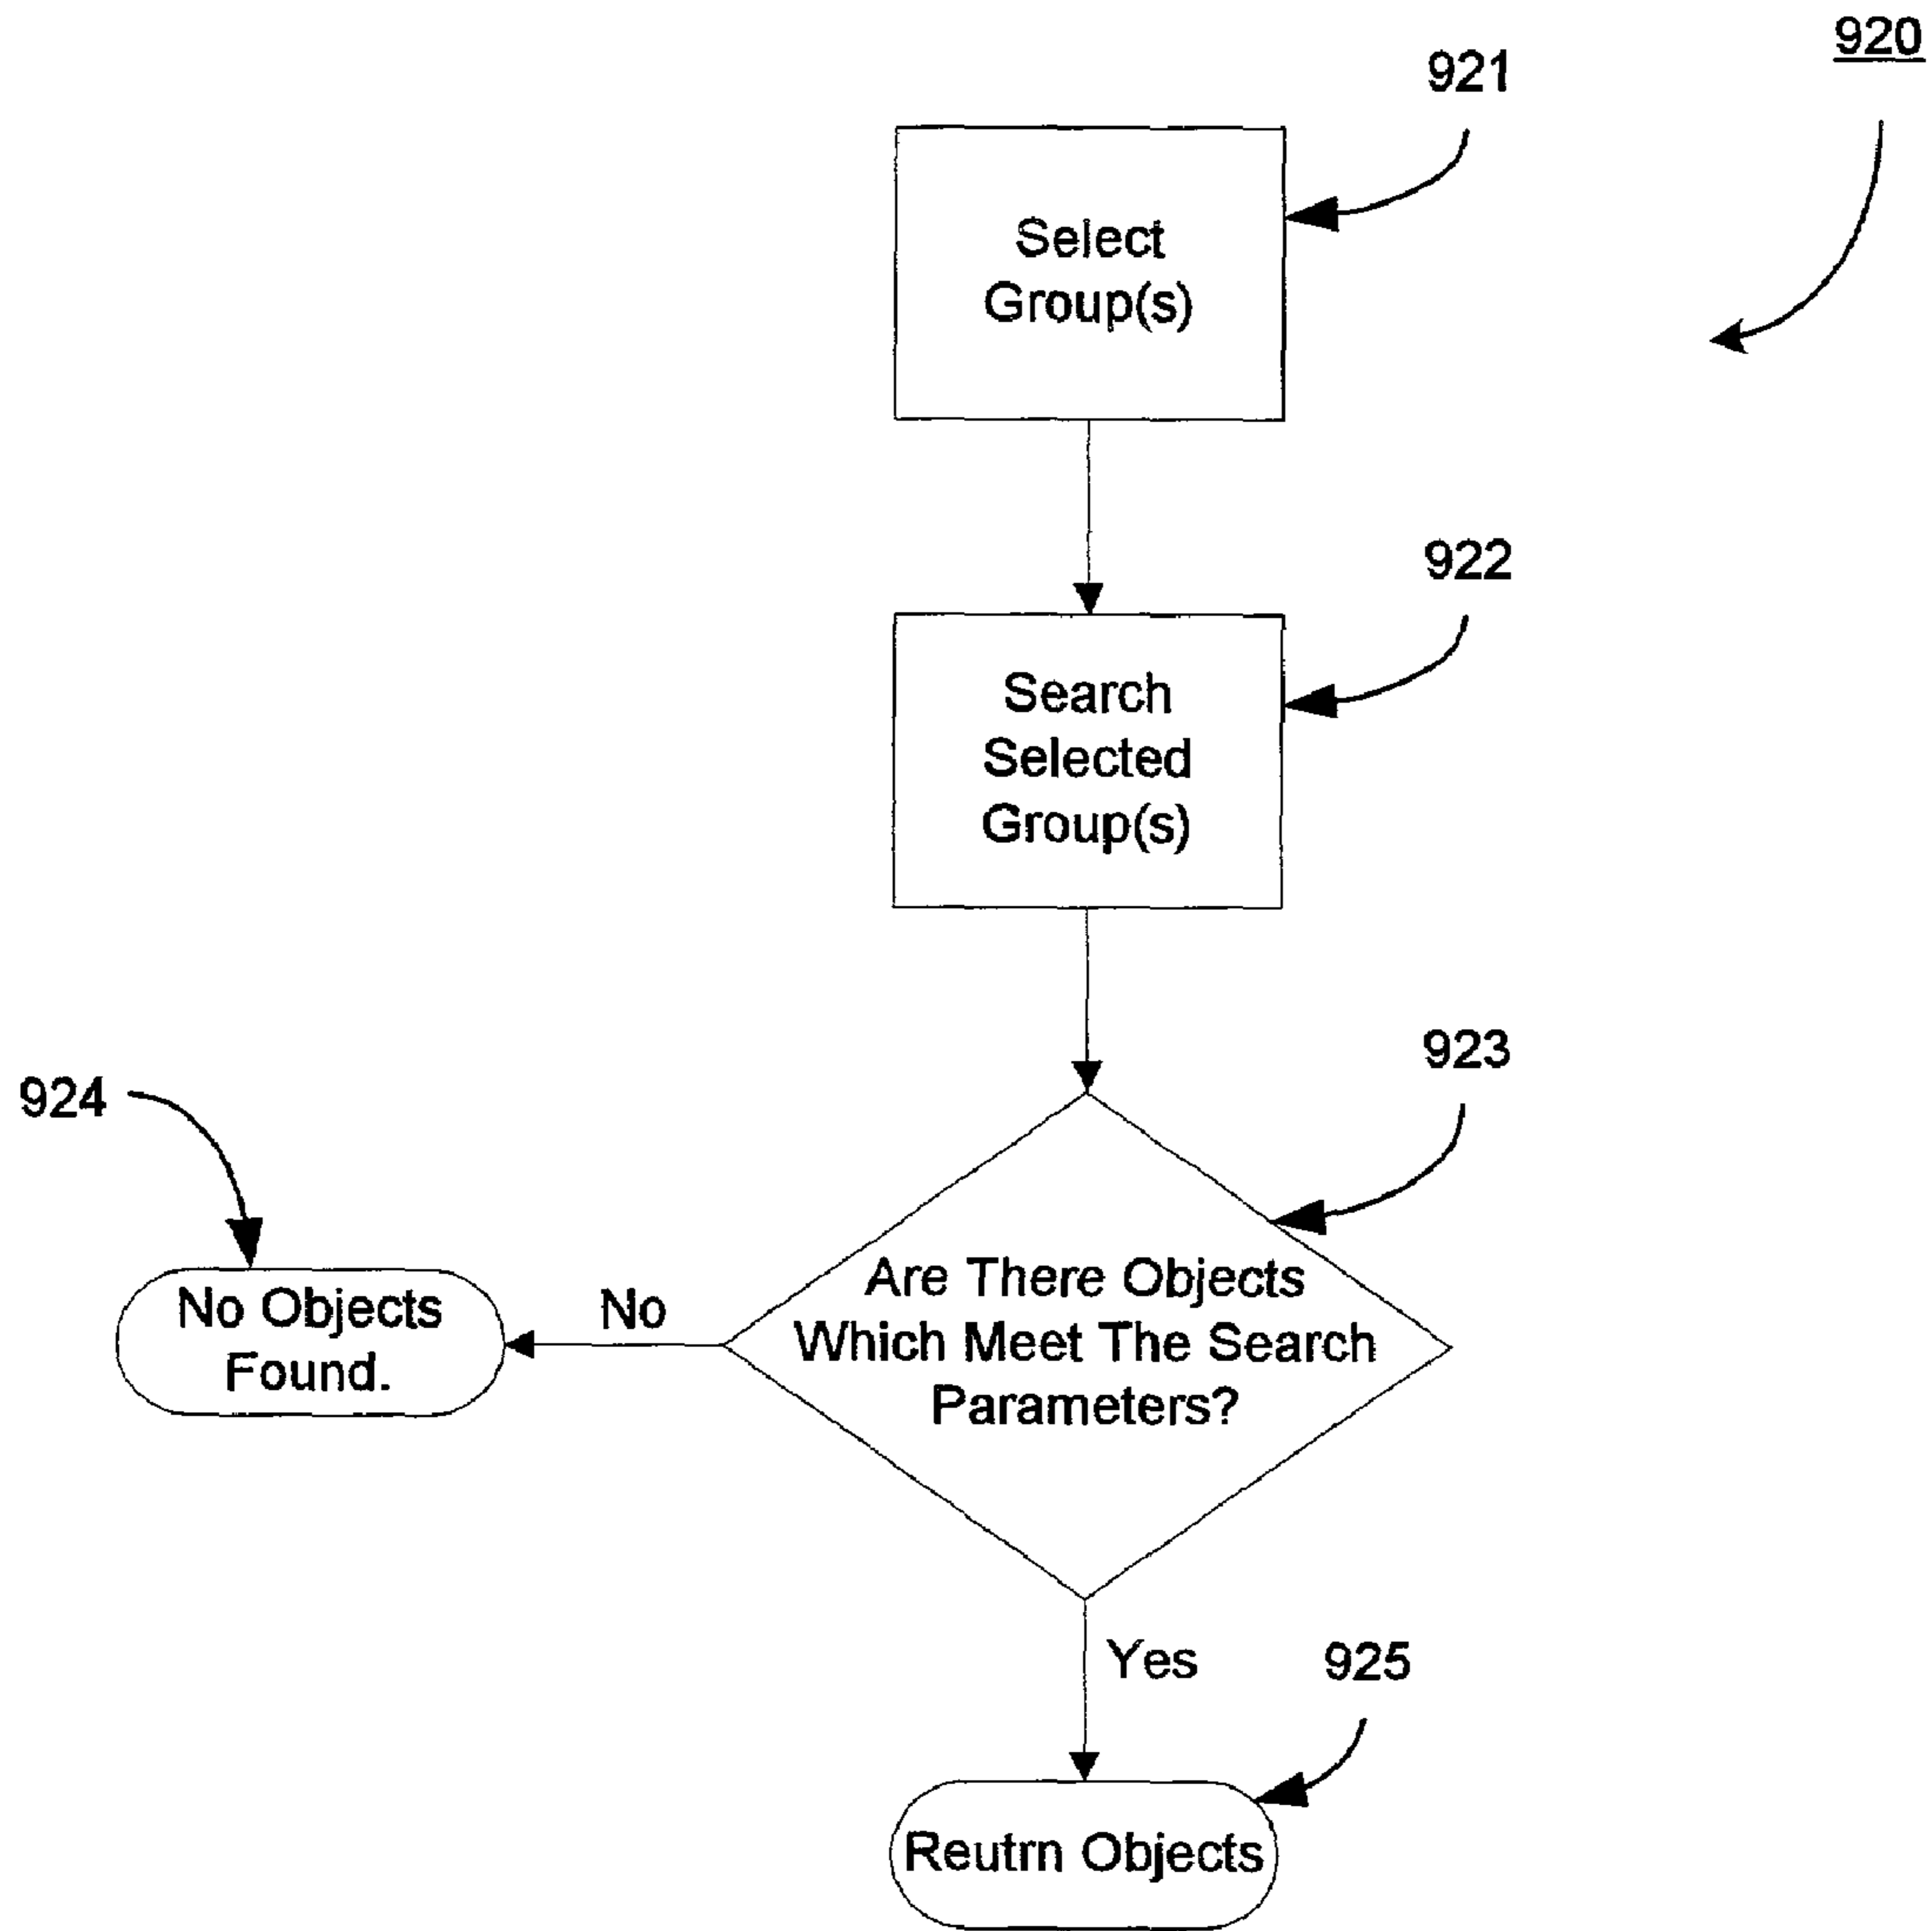 920
921
Select
Group(s)
922
Search
Selected
Group(s)
923
924
Are There Objects
Which Meet The Search
Parameters?
No
No Objects
Found.
Yes
925
Reutrn Objects